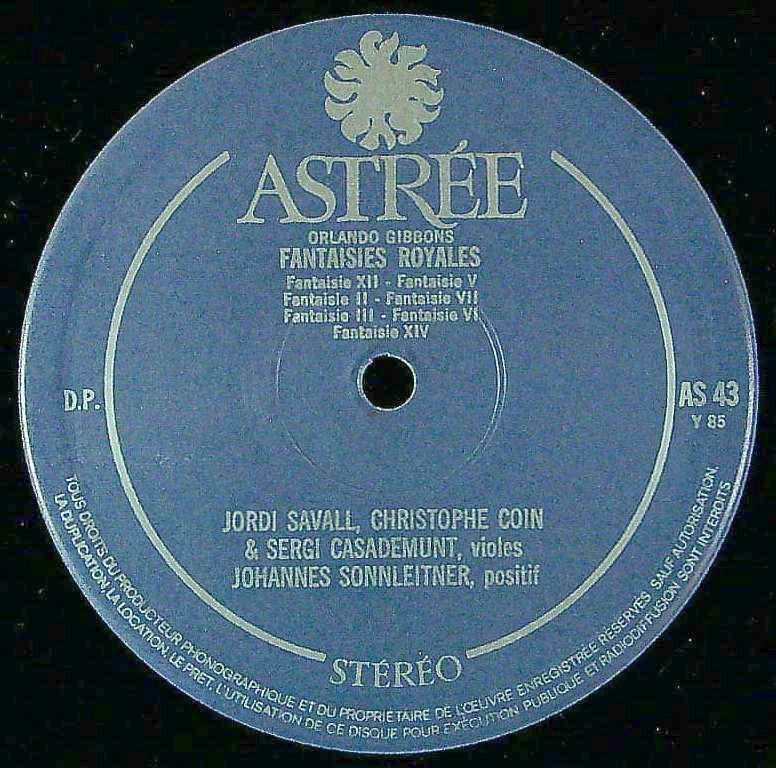 ASTRÉE
ORLANDO GIBBONS
FANTAISIES ROYALES
Fantaisie XII - Fantaisie V
Fantaisie II - Fantaisie VII
Fantaisie III - Fantaisie VI
Fantaisie XIV
D.P.
AS 43
Y 85
JORDI SAVALL, CHRISTOPHE COIN
& SERGI CASADEMUNT, violes
JOHANNES SONNLEITNER, positif
STÉRÉO
TOUS DROITS DU PRODUCTEUR PHONOGRAPHIQUE ET DU PROPRIETAIRE DE L'ŒUVRE ENREGISTRÉE RÉSERVÉS. SAUF AUTORISATION,
LA DUPLICATION, LA LOCATION, LE PRET, L'UTILISATION DE CE DISQUE POUR EXÉCUTION PUBLIQUE ET RADIODIFFUSION SONT INTERDITS